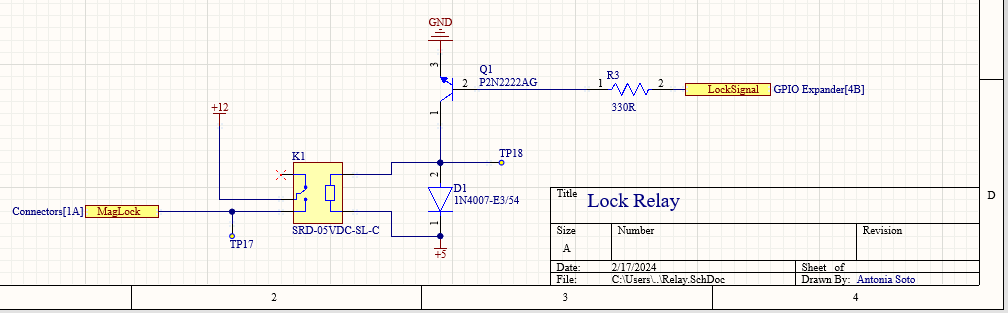 GND
3
Q1
P2N2222AG
2
1
R3
1
2
330R
LockSignal
GPIO Expander[4B]
+12
1
K1
TP18
2
D1
1N4007-E3/54
1
+5
Connectors[1A]
MagLock
TP17
SRD-05VDC-SL-C
Title
Lock Relay
Size
Number
Revision
A
Date:
2/17/2024
Sheet of
File:
C:\Users\..\Relay.SchDoc
Drawn By:
Antonia Soto
D
2
3
4